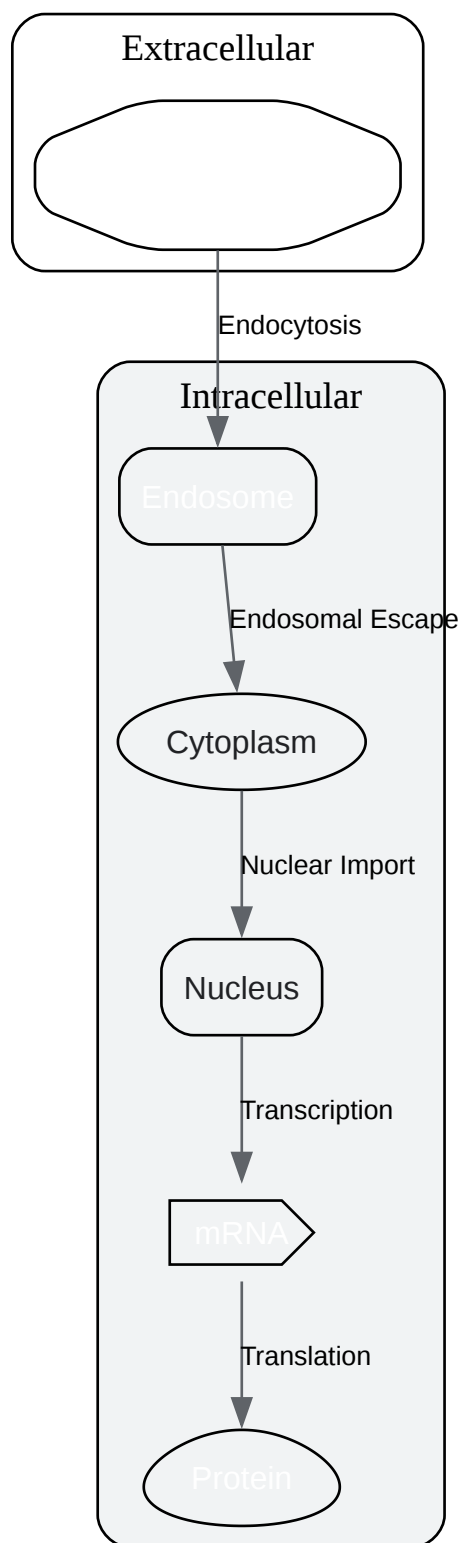 Extracellular
Endocytosis
Intracellular
Endosome
Endosomal Escape
Cytoplasm
Nuclear Import
Nucleus
Transcription
mRNA
Translation
Protein